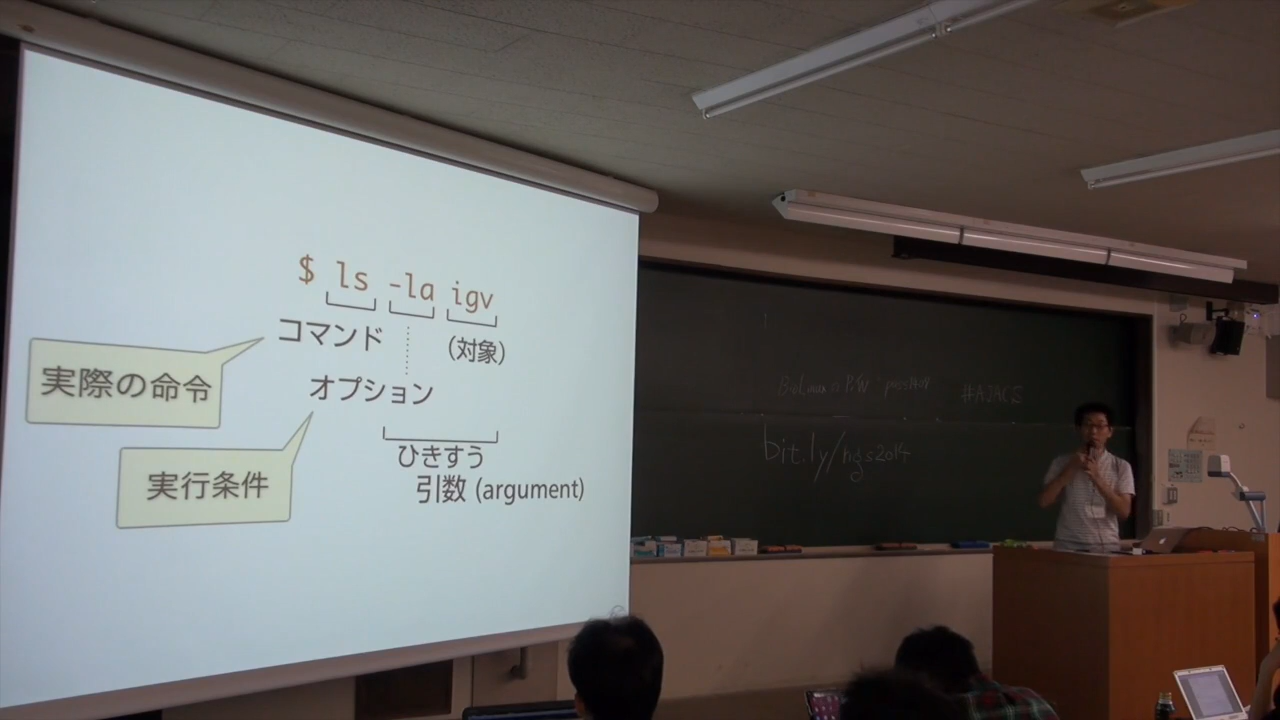 $ ls -la igv
コマンド
(対象)
実際の命令
オプション
実行条件
ひきすう
引数 (argument)
#AJACS
bit.ly/ngs2014